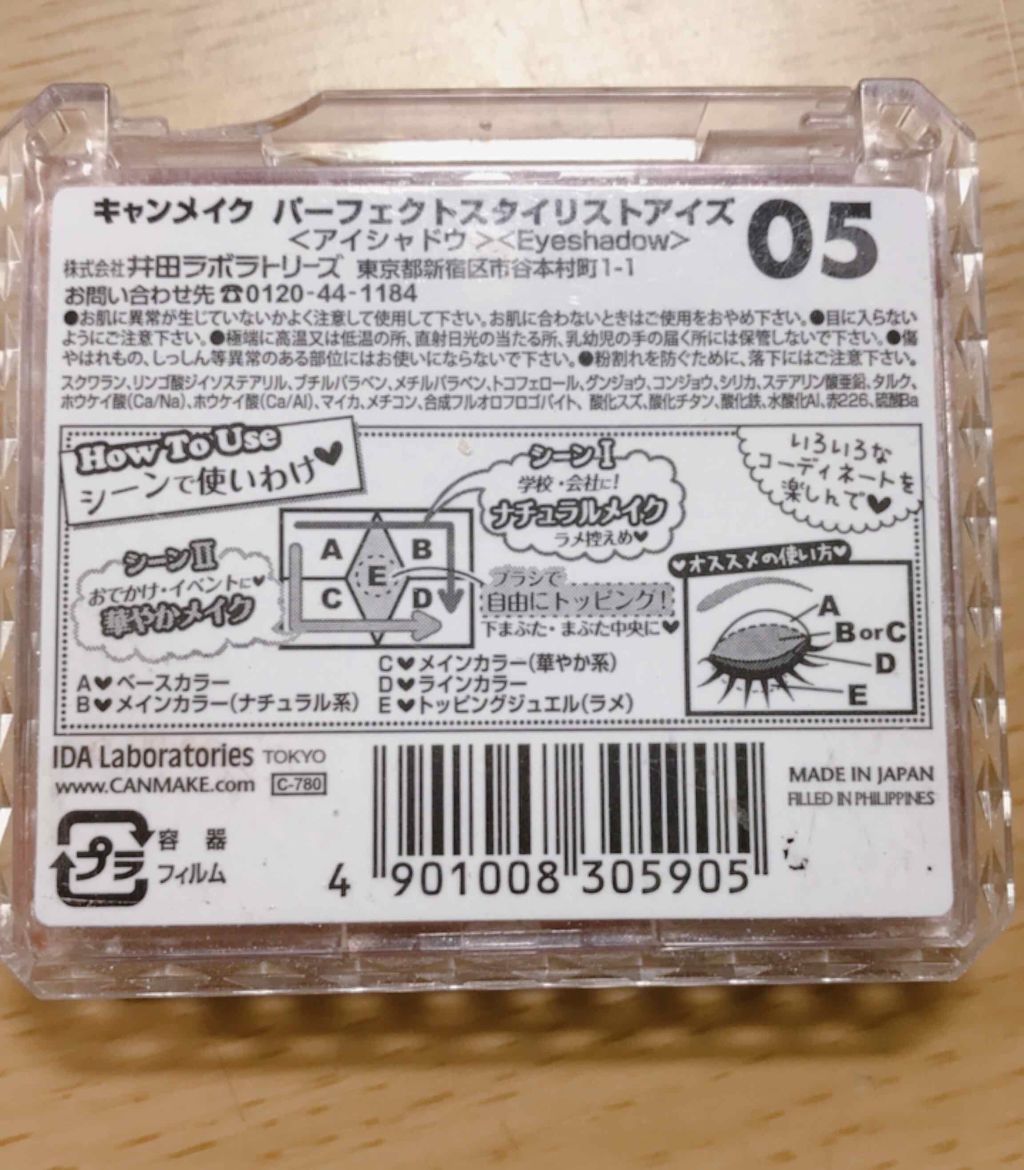 キャンメイク パーフェクトスタイリストアイズ
05
<アイシャドウ><Eyeshadow>
株式会社井田ラボラトリーズ 東京都新宿区市谷本村町1-1
お問い合わせ先☎0120-44-1184
●お肌に異常が生じていないかよく注意して使用して下さい。お肌に合わないときはご使用をおやめ下さい。●目に入らない
ようにご注意下さい。●極端に高温又は低温の所、直射日光の当たる所、乳幼児の手の届く所には保管しないで下さい。●傷
やはれもの、しっしん等異常のある部位にはお使いにならないで下さい。●粉割れを防ぐために、落下にはご注意下さい。
スクワラン、リンゴ酸ジイソステアリル、ブチルパラベン、メチルパラベン、トコフェロール、グンジョウ、コンジョウ、シリカ、ステアリン酸亜鉛、タルク、
ホウケイ酸(Ca/Na)、ホウケイ酸(Ca/Al)、マイカ、メチコン、合成フルオロフロゴパイト、酸化スズ、酸化チタン、酸化鉄、水酸化Al、赤226、硫酸Ba
How To Use
シーンで使いわけ♥
シーンⅠ
学校・会社に!
ナチュラルメイク
ラメ控えめ♥
いろいろな
コーディネートを
楽しんで♥
シーンⅡ
おでかけ・イベントに♥
華やかメイク
A
B
E
C
D
ブラシで
自由にトッピング!
下まぶた・まぶた中央に♥
♥オススメの使い方♥
A
B or C
D
E
A♥ベースカラー
B♥メインカラー(ナチュラル系)
C♥メインカラー(華やか系)
D♥ラインカラー
E♥トッピングジュエル(ラメ)
IDA Laboratories TOKYO
www.CANMAKE.com C-780
MADE IN JAPAN
FILLED IN PHILIPPINES
プラ
容 器
フィルム
4 901008 305905